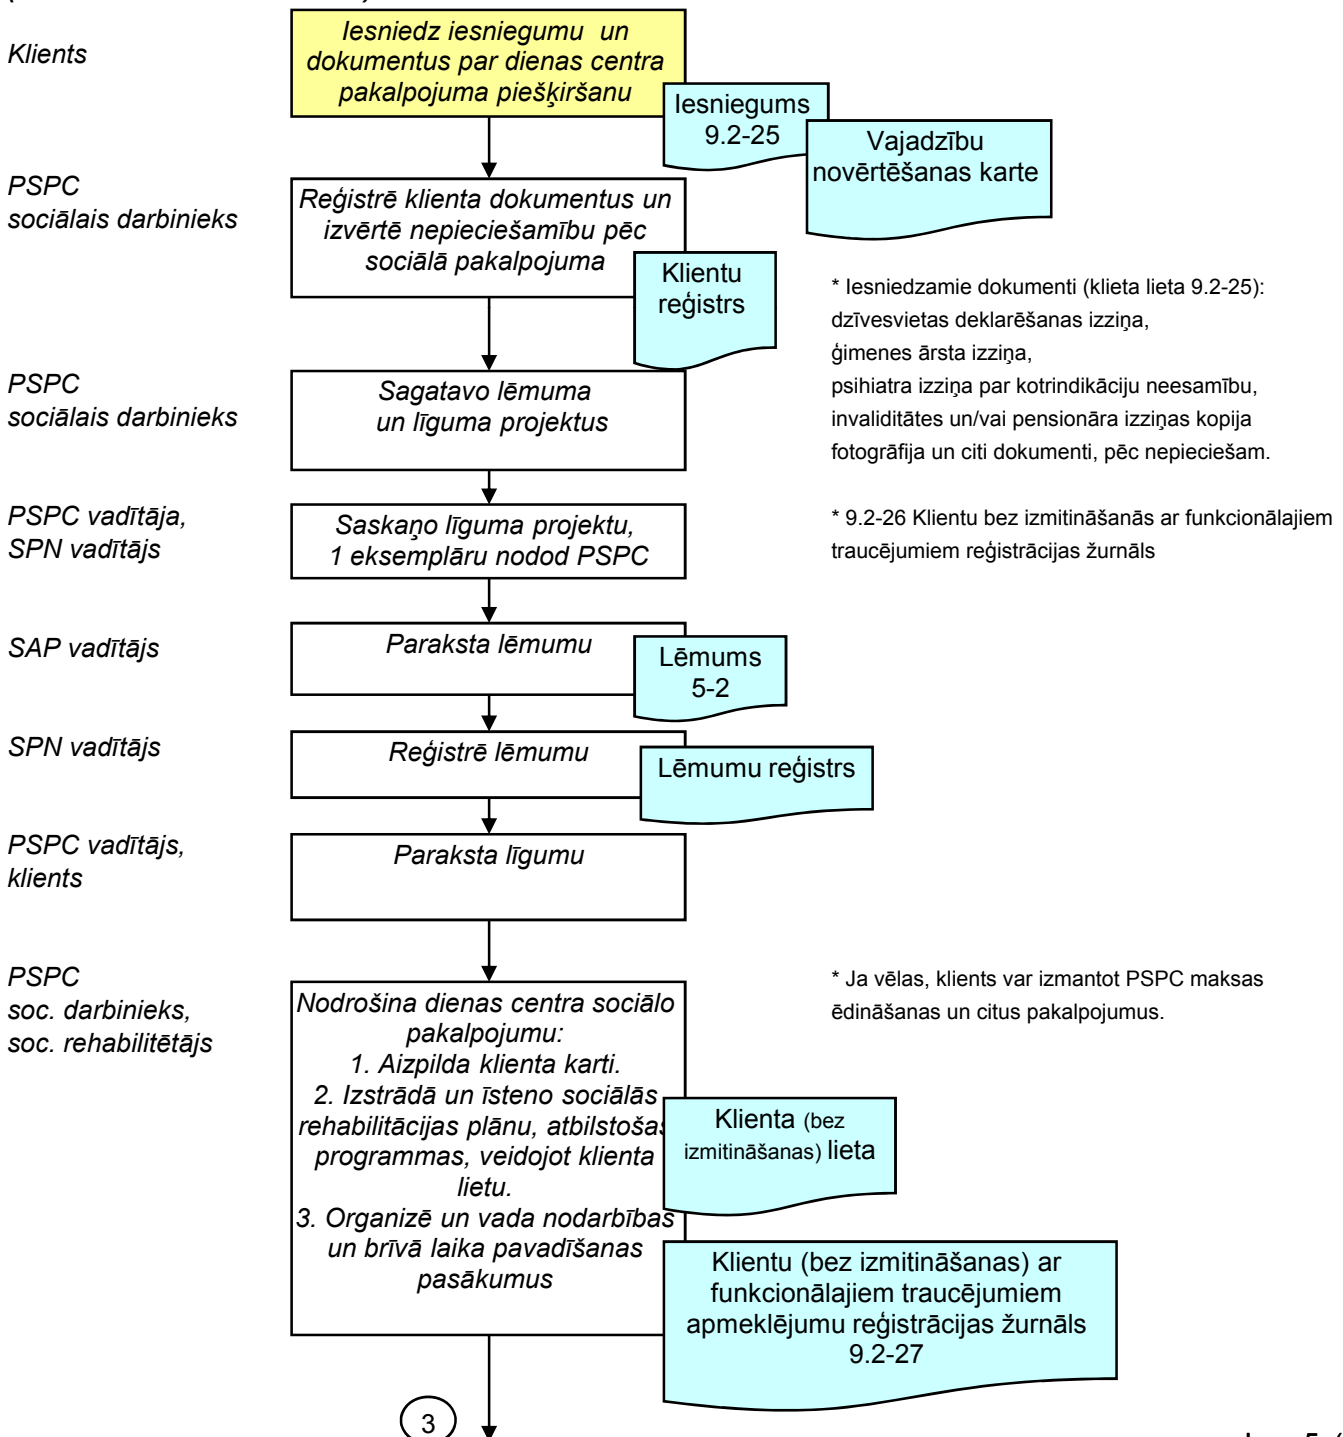 Klients
Iesniedz iesniegumu un
dokumentus par dienas centra
pakalpojuma piešķiršanu
Iesniegums
9.2-25
Vajadzību
novērtēšanas karte
PSPC
sociālais darbinieks
Reģistrē klienta dokumentus un
izvērtē nepieciešamību pēc
sociālā pakalpojuma
Klientu
reģistrs
* Iesniedzamie dokumenti (klieta lieta 9.2-25):
dzīvesvietas deklarēšanas izziņa,
ģimenes ārsta izziņa,
psihiatra izziņa par kotrindikāciju neesamību,
invaliditātes un/vai pensionāra izziņas kopija
fotogrāfija un citi dokumenti, pēc nepieciešam.
PSPC
sociālais darbinieks
Sagatavo lēmuma
un līguma projektus
PSPC vadītāja,
SPN vadītājs
Saskaņo līguma projektu,
1 eksemplāru nodod PSPC
* 9.2-26 Klientu bez izmitināšanās ar funkcionālajiem
traucējumiem reģistrācijas žurnāls
SAP vadītājs
Paraksta lēmumu
Lēmums
5-2
SPN vadītājs
Reģistrē lēmumu
Lēmumu reģistrs
PSPC vadītājs,
klients
Paraksta līgumu
PSPC
soc. darbinieks,
soc. rehabilitētājs
Nodrošina dienas centra sociālo
pakalpojumu:
1. Aizpilda klienta karti.
2. Izstrādā un īsteno sociālās
rehabilitācijas plānu, atbilstošas
programmas, veidojot klienta
lietu.
3. Organizē un vada nodarbības
un brīvā laika pavadīšanas
pasākumus
* Ja vēlas, klients var izmantot PSPC maksas
ēdināšanas un citus pakalpojumus.
Klienta (bez
izmitināšanas) lieta
Klientu (bez izmitināšanas) ar
funkcionālajiem traucējumiem
apmeklējumu reģistrācijas žurnāls
9.2-27
3